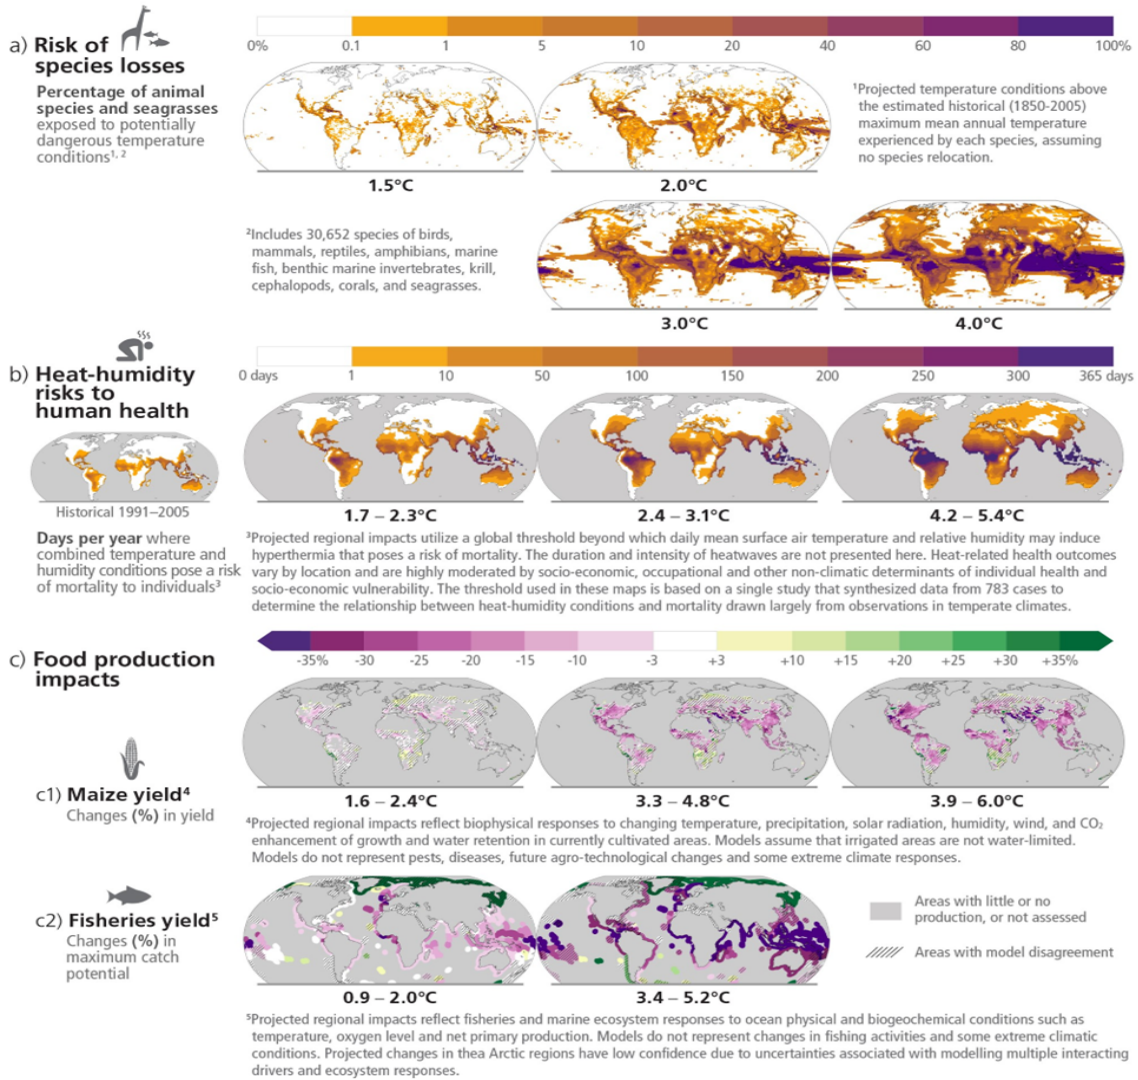 a) Risk of
species losses
Percentage of animal
species and seagrasses
exposed to potentially
dangerous temperature
conditions1, 2
0% 0.1 1 5 10 20 40 60 80 100%
1.5°C
2.0°C
1Projected temperature conditions above
the estimated historical (1850-2005)
maximum mean annual temperature
experienced by each species, assuming
no species relocation.
2Includes 30,652 species of birds,
mammals, reptiles, amphibians, marine
fish, benthic marine invertebrates, krill,
cephalopods, corals, and seagrasses.
3.0°C
4.0°C
b) Heat-humidity
risks to
human health
0 days 1 10 50 100 150 200 250 300 365 days
Historical 1991–2005
Days per year where
combined temperature and
humidity conditions pose a risk
of mortality to individuals3
1.7 – 2.3°C
2.4 – 3.1°C
4.2 – 5.4°C
3Projected regional impacts utilize a global threshold beyond which daily mean surface air temperature and relative humidity may induce
hyperthermia that poses a risk of mortality. The duration and intensity of heatwaves are not presented here. Heat-related health outcomes
vary by location and are highly moderated by socio-economic, occupational and other non-climatic determinants of individual health and
socio-economic vulnerability. The threshold used in these maps is based on a single study that synthesized data from 783 cases to
determine the relationship between heat-humidity conditions and mortality drawn largely from observations in temperate climates.
c) Food production
impacts
-35% -30 -25 -20 -15 -10 -3 +3 +10 +15 +20 +25 +30 +35%
c1) Maize yield4
Changes (%) in yield
1.6 – 2.4°C
3.3 – 4.8°C
3.9 – 6.0°C
4Projected regional impacts reflect biophysical responses to changing temperature, precipitation, solar radiation, humidity, wind, and CO2
enhancement of growth and water retention in currently cultivated areas. Models assume that irrigated areas are not water-limited.
Models do not represent pests, diseases, future agro-technological changes and some extreme climate responses.
c2) Fisheries yield5
Changes (%) in
maximum catch
potential
0.9 – 2.0°C
3.4 – 5.2°C
Areas with little or no
production, or not assessed
Areas with model disagreement
5Projected regional impacts reflect fisheries and marine ecosystem responses to ocean physical and biogeochemical conditions such as
temperature, oxygen level and net primary production. Models do not represent changes in fishing activities and some extreme climatic
conditions. Projected changes in thea Arctic regions have low confidence due to uncertainties associated with modelling multiple interacting
drivers and ecosystem responses.